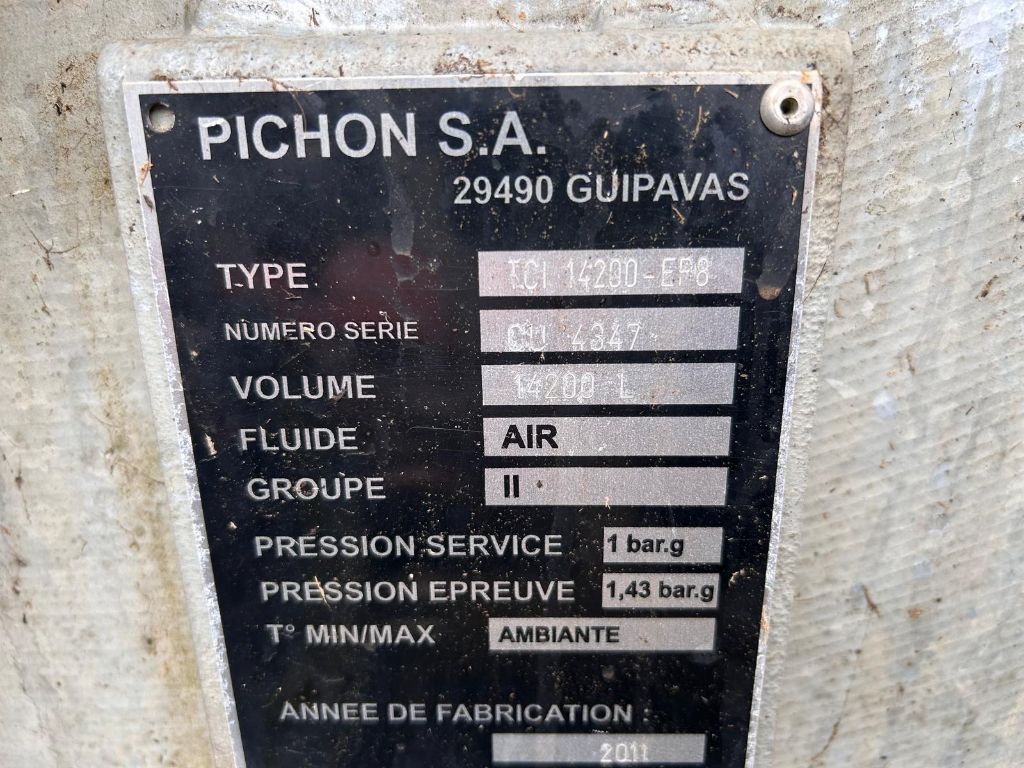 PICHON S.A.
29490 GUIPAVAS
TYPE TCI 14200-EP8
NUMERO SERIE CU 4347
VOLUME 14200 L
FLUIDE AIR
GROUPE II
PRESSION SERVICE 1 bar.g
PRESSION EPREUVE 1,43 bar.g
T° MIN/MAX AMBIANTE
ANNEE DE FABRICATION :
2011